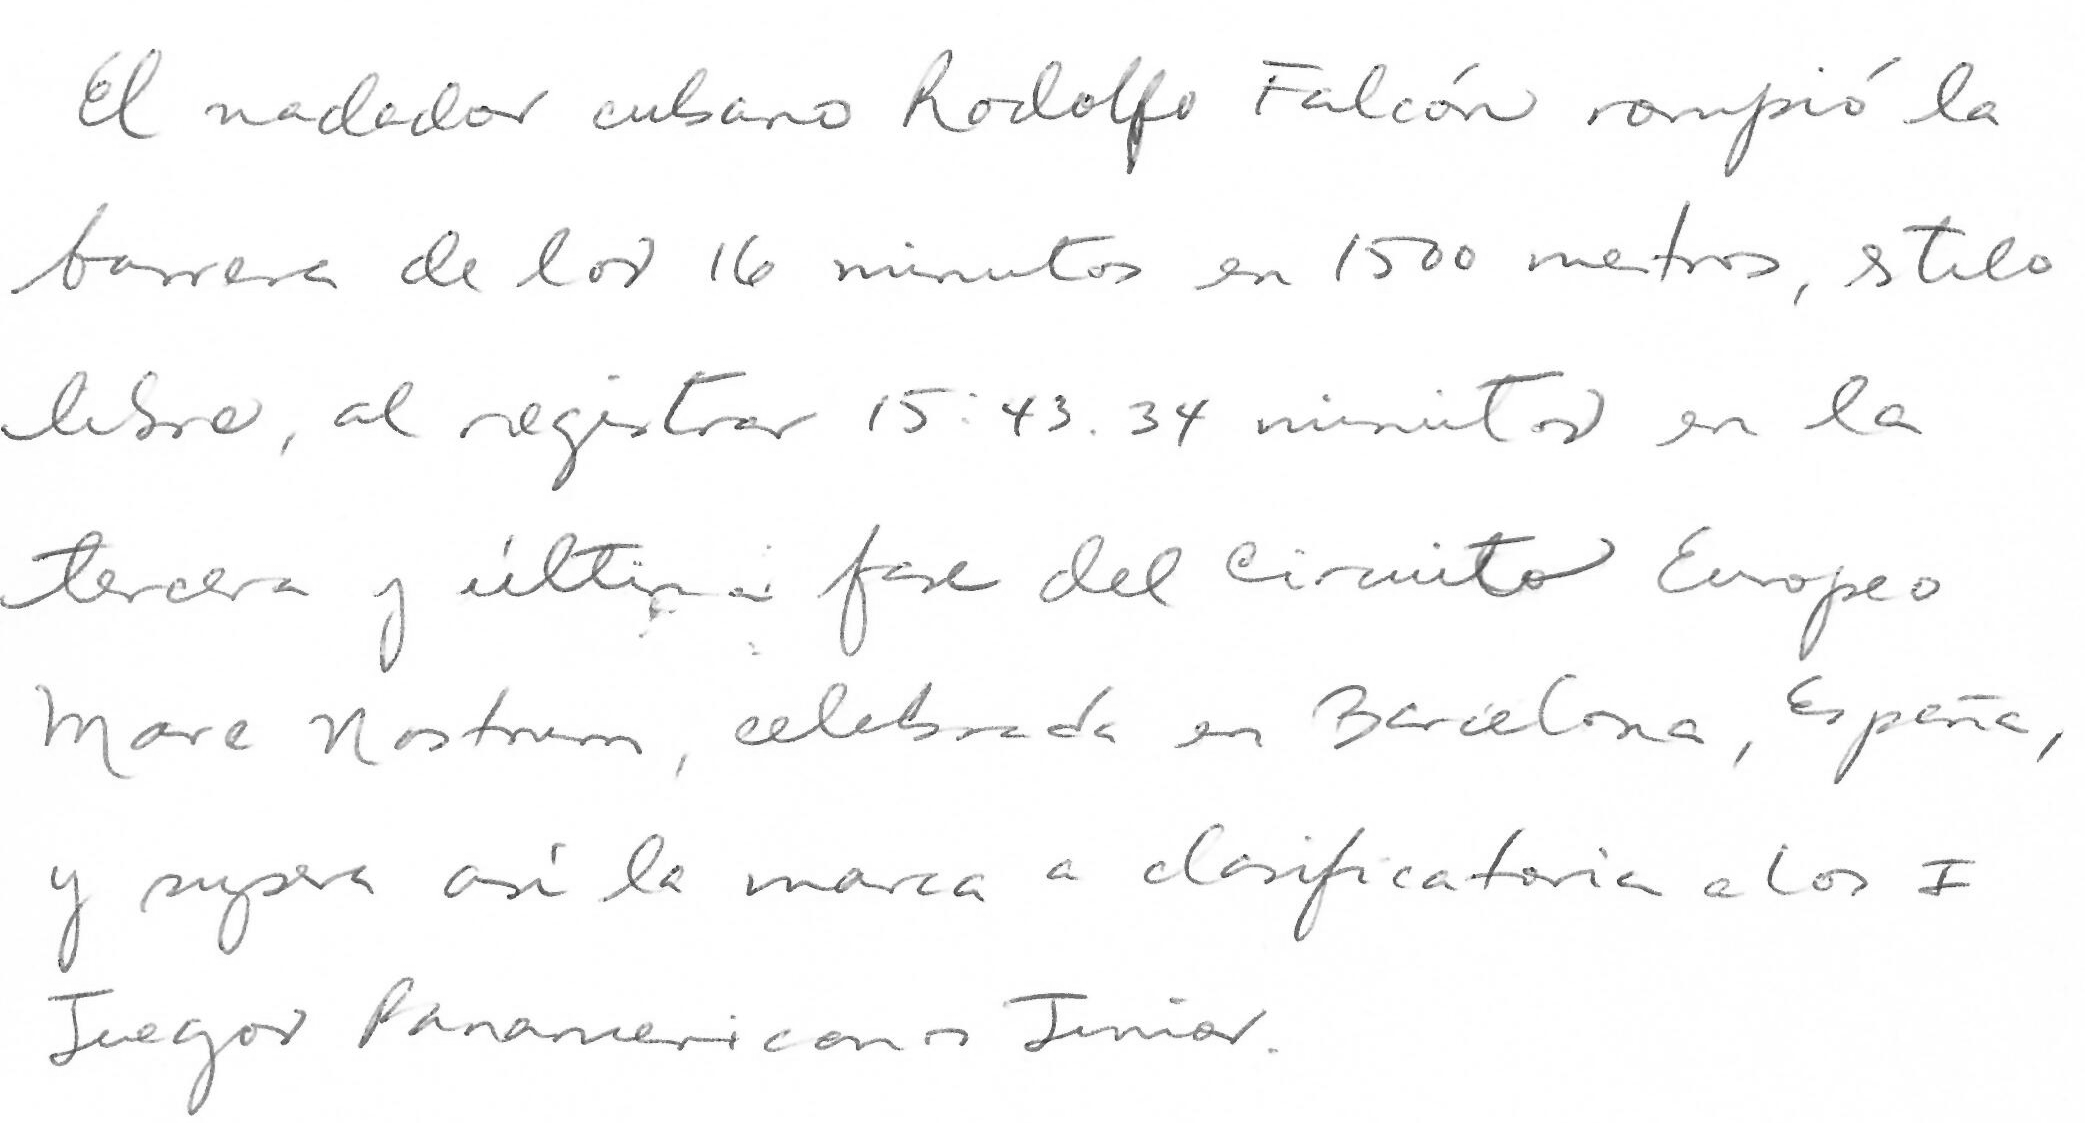 El nadador cubano Rodolfo Falcón rompió la
barrera de los 16 minutos en 1500 metros, estilo
libre, al registrar 15:43.34 minutos en la
tercera y última fase del Circuito Europeo
Mare Nostrum, celebrada en Barcelona, España,
y supera así la marca a clasificatoria a los I
Juegos Panamericanos Junior.